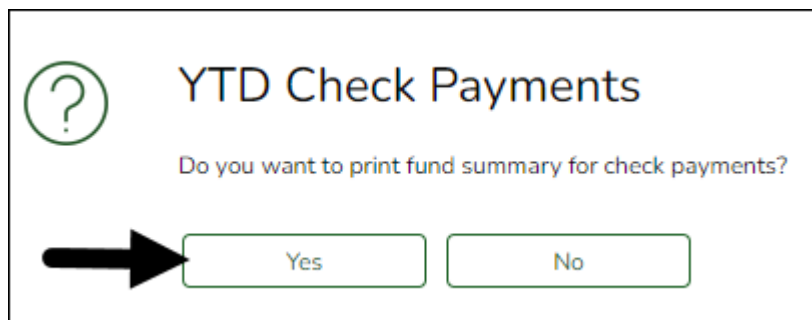 YTD Check Payments
Do you want to print fund summary for check payments?
Yes No